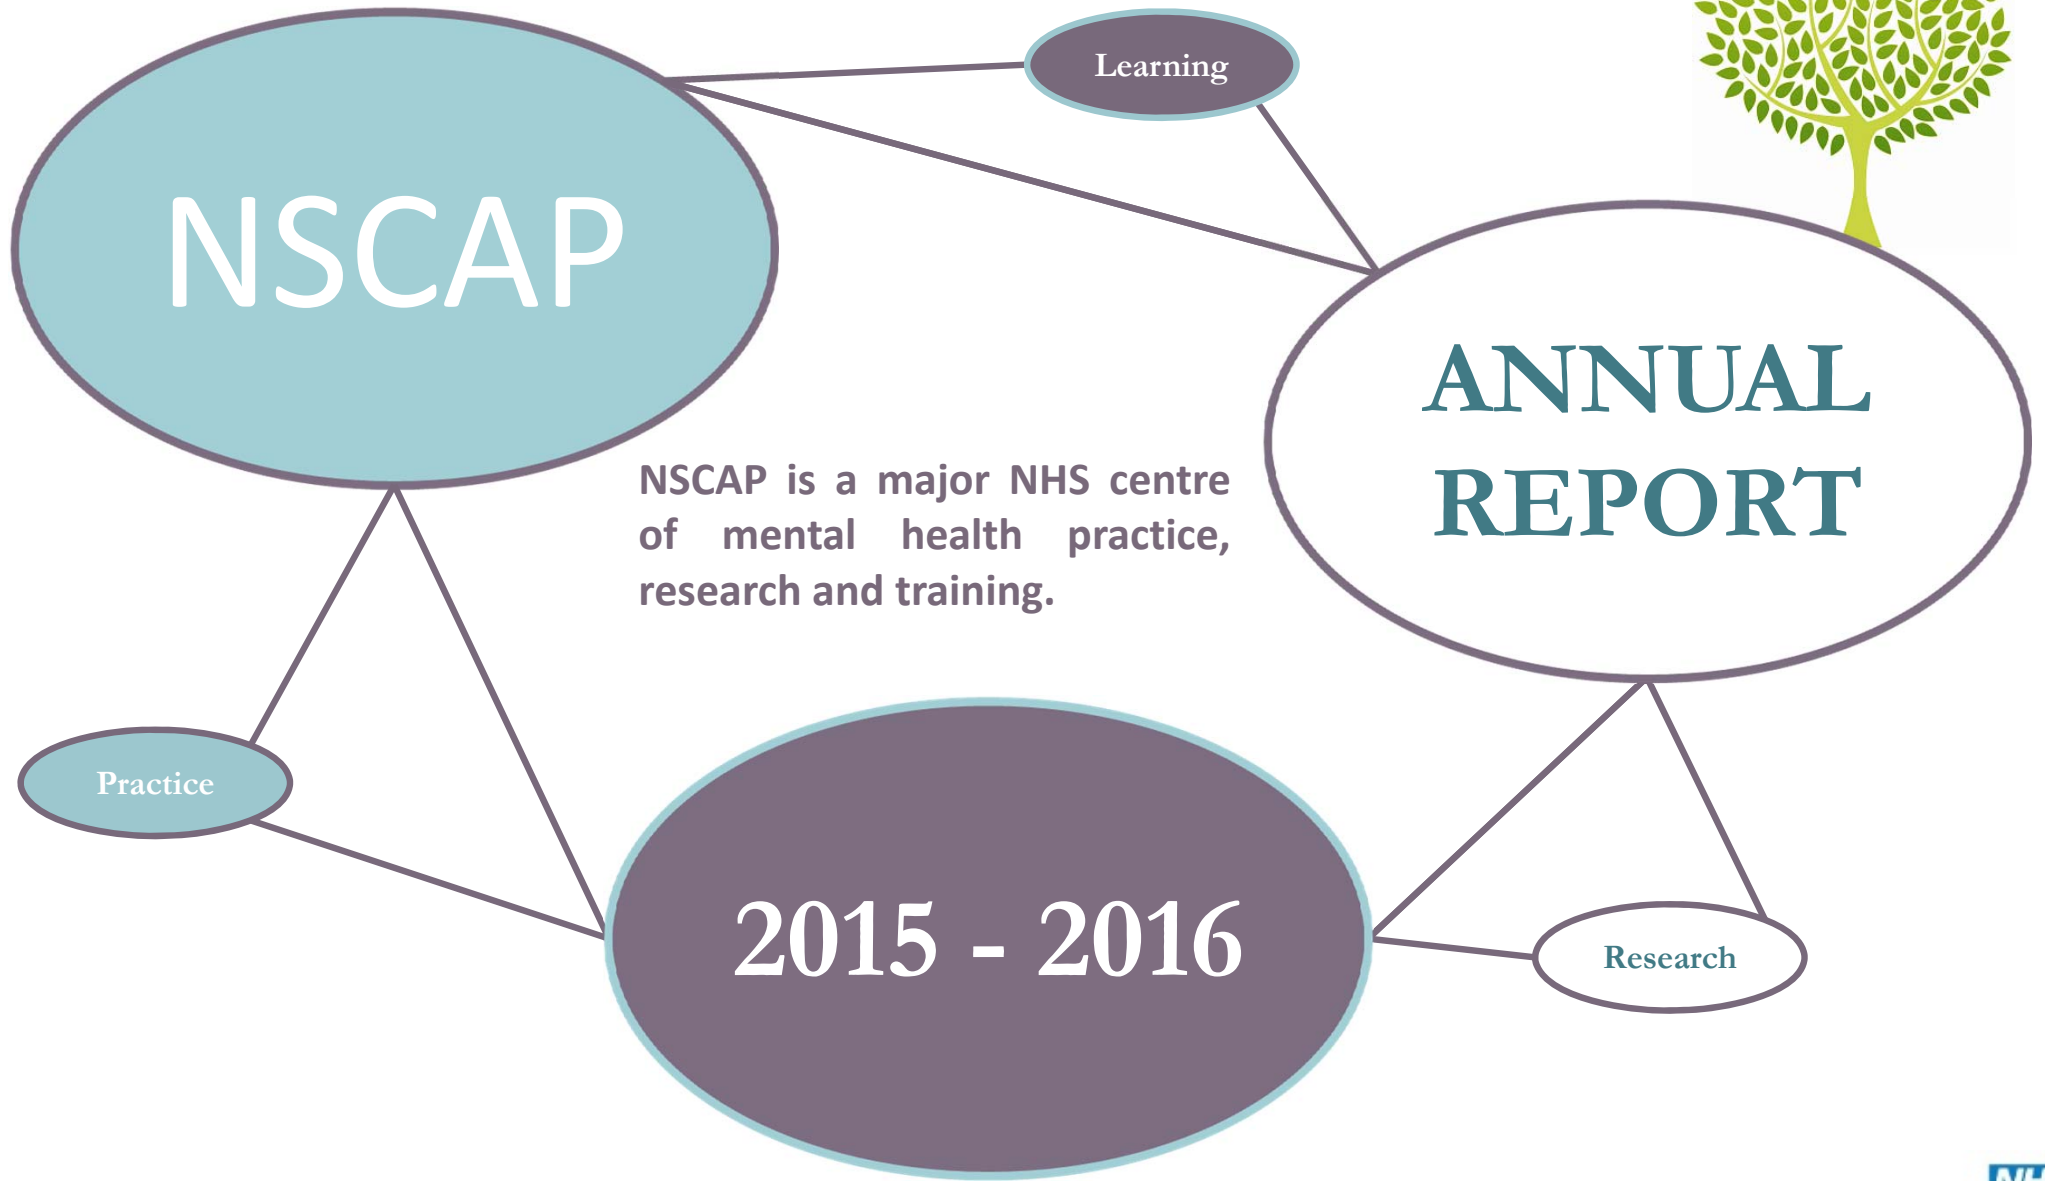 Learning
NSCAP
ANNUAL
REPORT
NSCAP is a major NHS centre
of mental health practice,
research and training.
Practice
2015 - 2016
Research